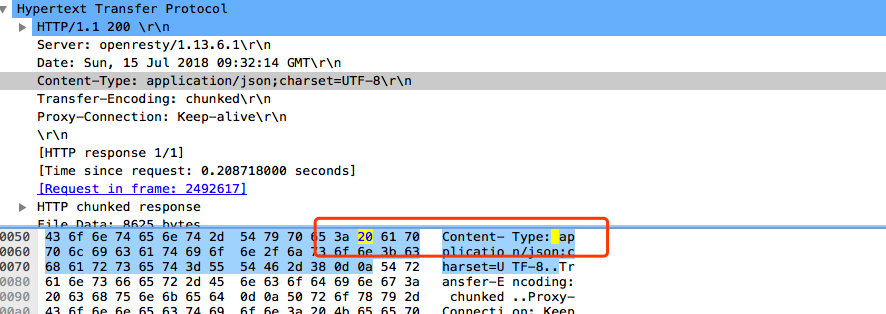 Hypertext Transfer Protocol
HTTP/1.1 200 \r\n
Server: openresty/1.13.6.1\r\n
Date: Sun, 15 Jul 2018 09:32:14 GMT\r\n
Content-Type: application/json;charset=UTF-8\r\n
Transfer-Encoding: chunked\r\n
Proxy-Connection: Keep-alive\r\n
\r\n
[HTTP response 1/1]
[Time since request: 0.208718000 seconds]
[Request in frame: 2492617]
HTTP chunked response
File Data: 8625 bytes
0050 43 6f 6e 74 65 6e 74 2d 54 79 70 65 3a 20 61 70 Content- Type: ap
0060 70 6c 69 63 61 74 69 6f 6e 2f 6a 73 6f 6e 3b 63 plicatio n/json;c
0070 68 61 72 73 65 74 3d 55 54 46 2d 38 0d 0a 54 72 harset=U TF-8..Tr
0080 61 6e 73 66 65 72 2d 45 6e 63 6f 64 69 6e 67 3a ansfer-E ncoding:
0090 20 63 68 75 6e 6b 65 64 0d 0a 50 72 6f 78 79 2d chunked ..Proxy-
00a0 43 6f 6e 6e 65 63 74 69 6f 6e 3a 20 4b 65 65 70 Connecti on: Keep